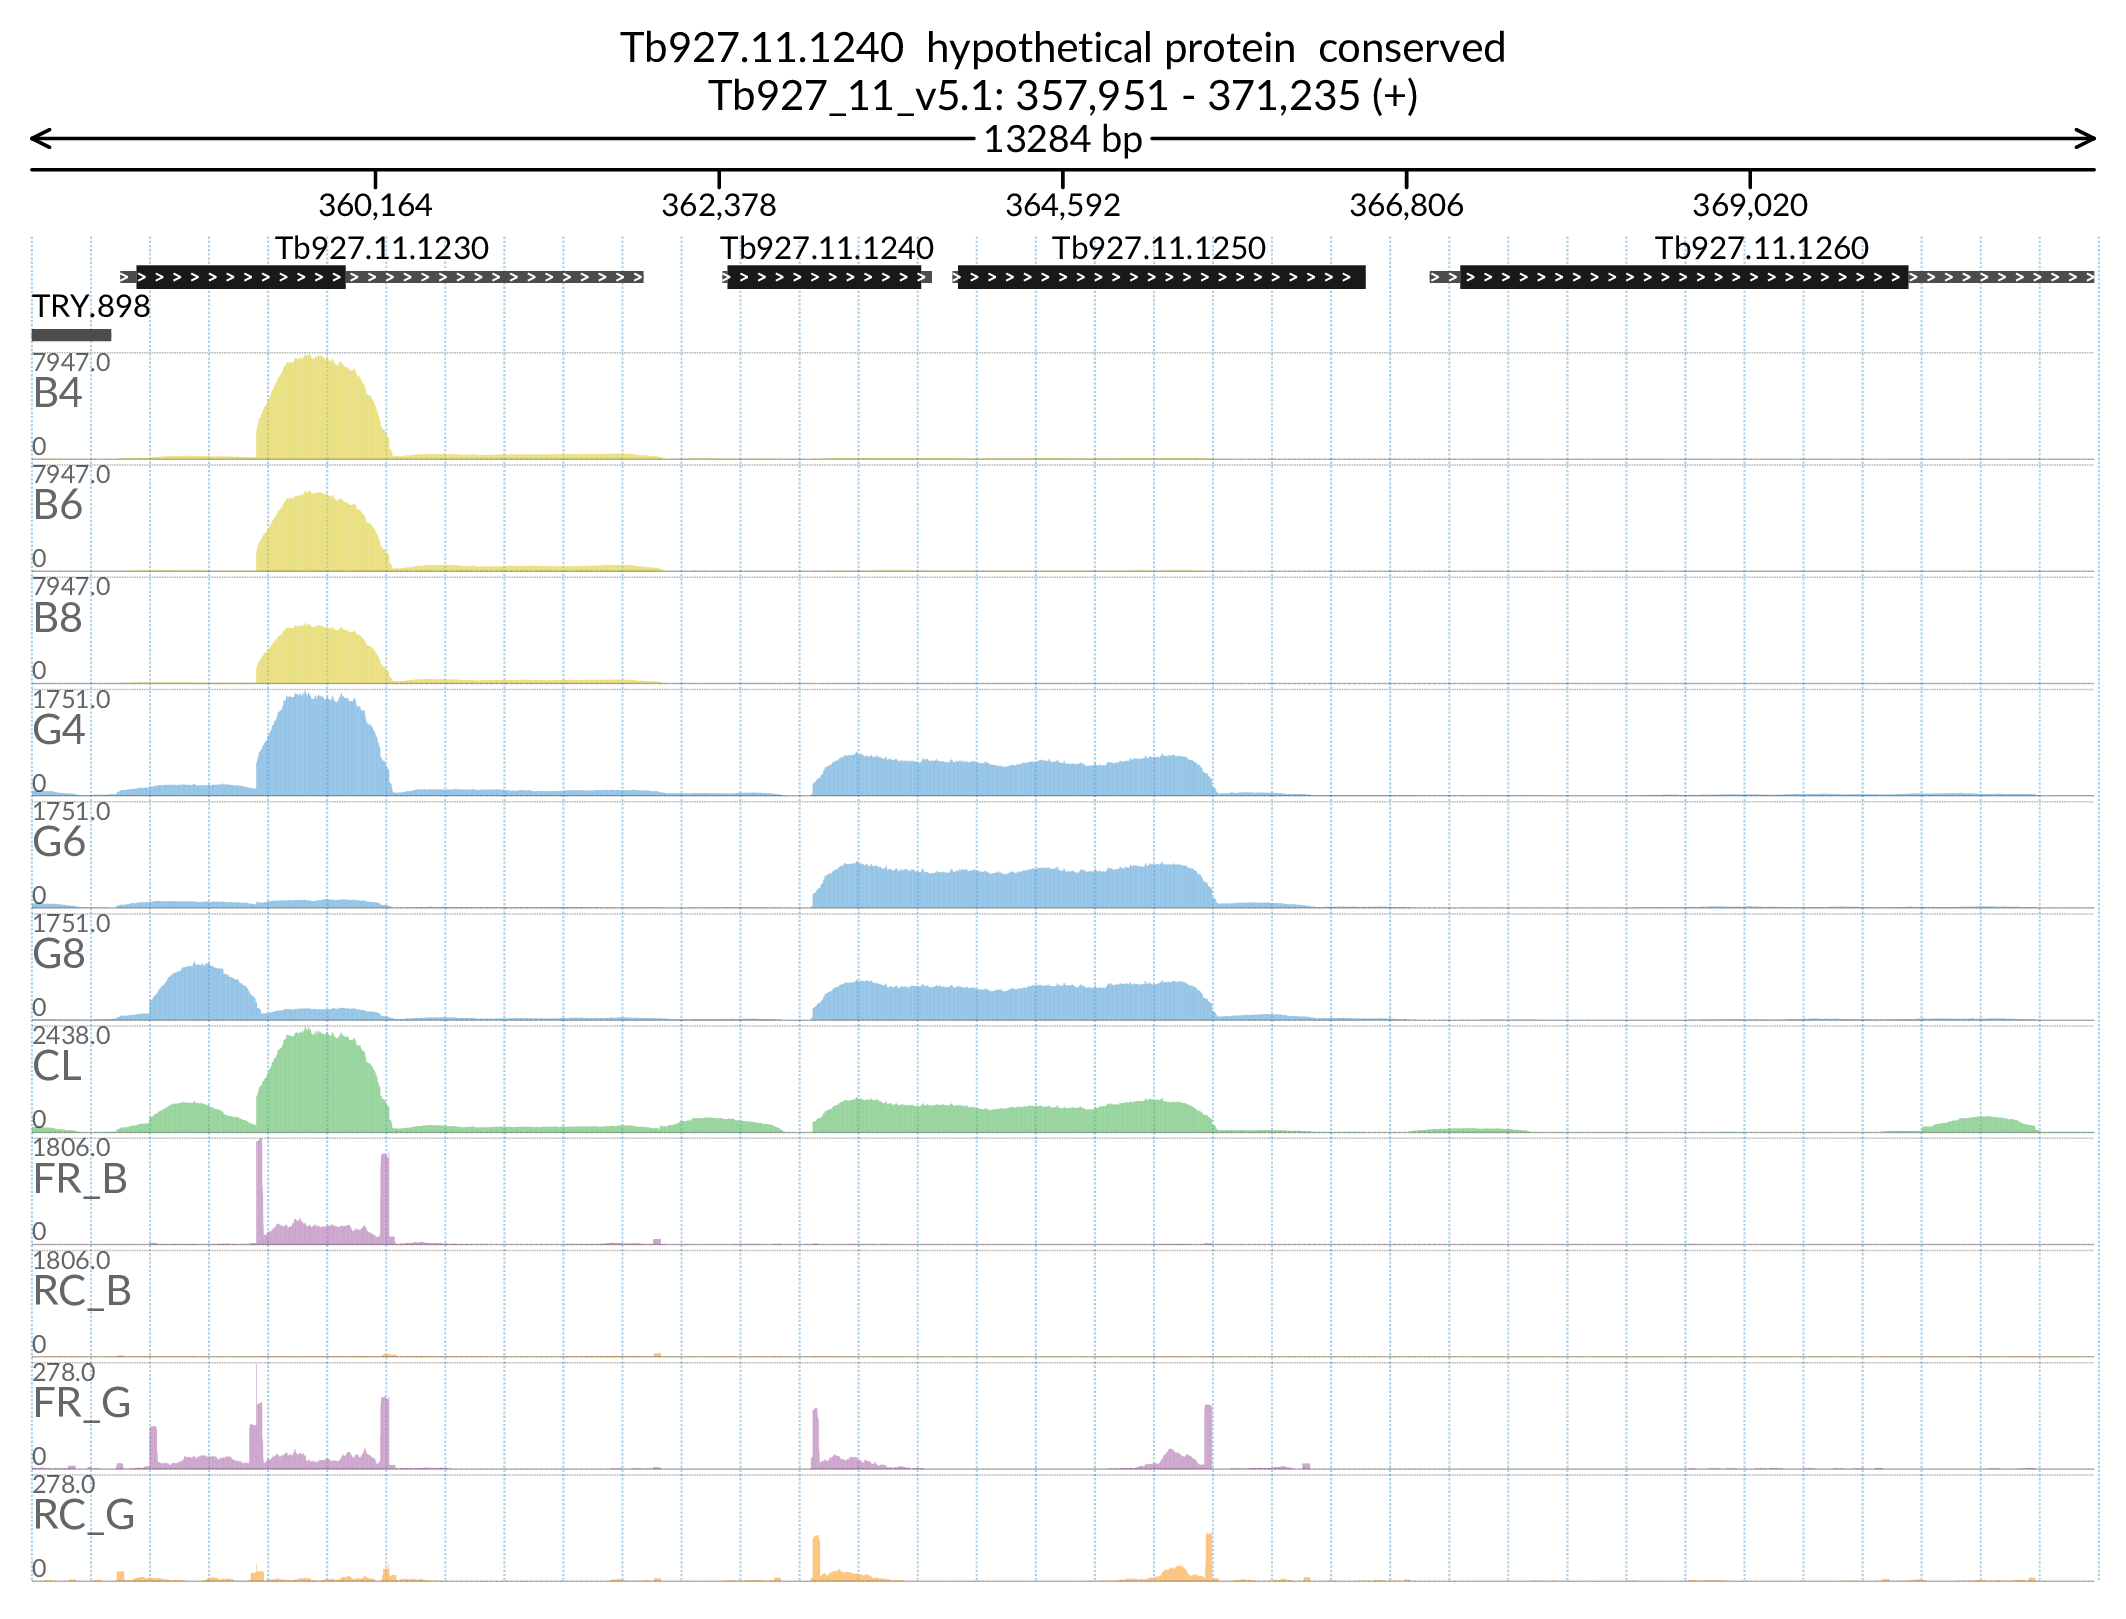 Tb927.11.1240 hypothetical protein conserved
Tb927_11_v5.1: 357,951 - 371,235 (+)
13284 bp
360,164 362,378 364,592 366,806 369,020
Tb927.11.1230 Tb927.11.1240 Tb927.11.1250 Tb927.11.1260
TRY.898
7947.0
B4
0
7947.0
B6
0
7947.0
B8
0
1751.0
G4
0
1751.0
G6
0
1751.0
G8
0
2438.0
CL
0
1806.0
FR_B
0
1806.0
RC_B
0
278.0
FR_G
0
278.0
RC_G
0